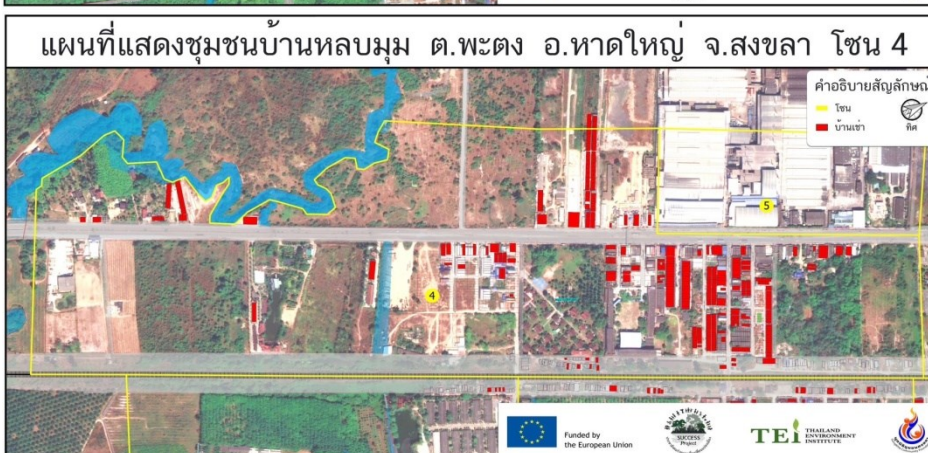 แผนที่แสดงชุมชนบ้านหลบมุม ต.พะตง อ.หาดใหญ่ จ.สงขลา โซน 4
คำอธิบายสัญลักษณ์
โซน
บ้านเช่า
ทิศ
5
4
Funded by
the European Union
SUCCESS
Project
TEI THAILAND
ENVIRONMENT
INSTITUTE